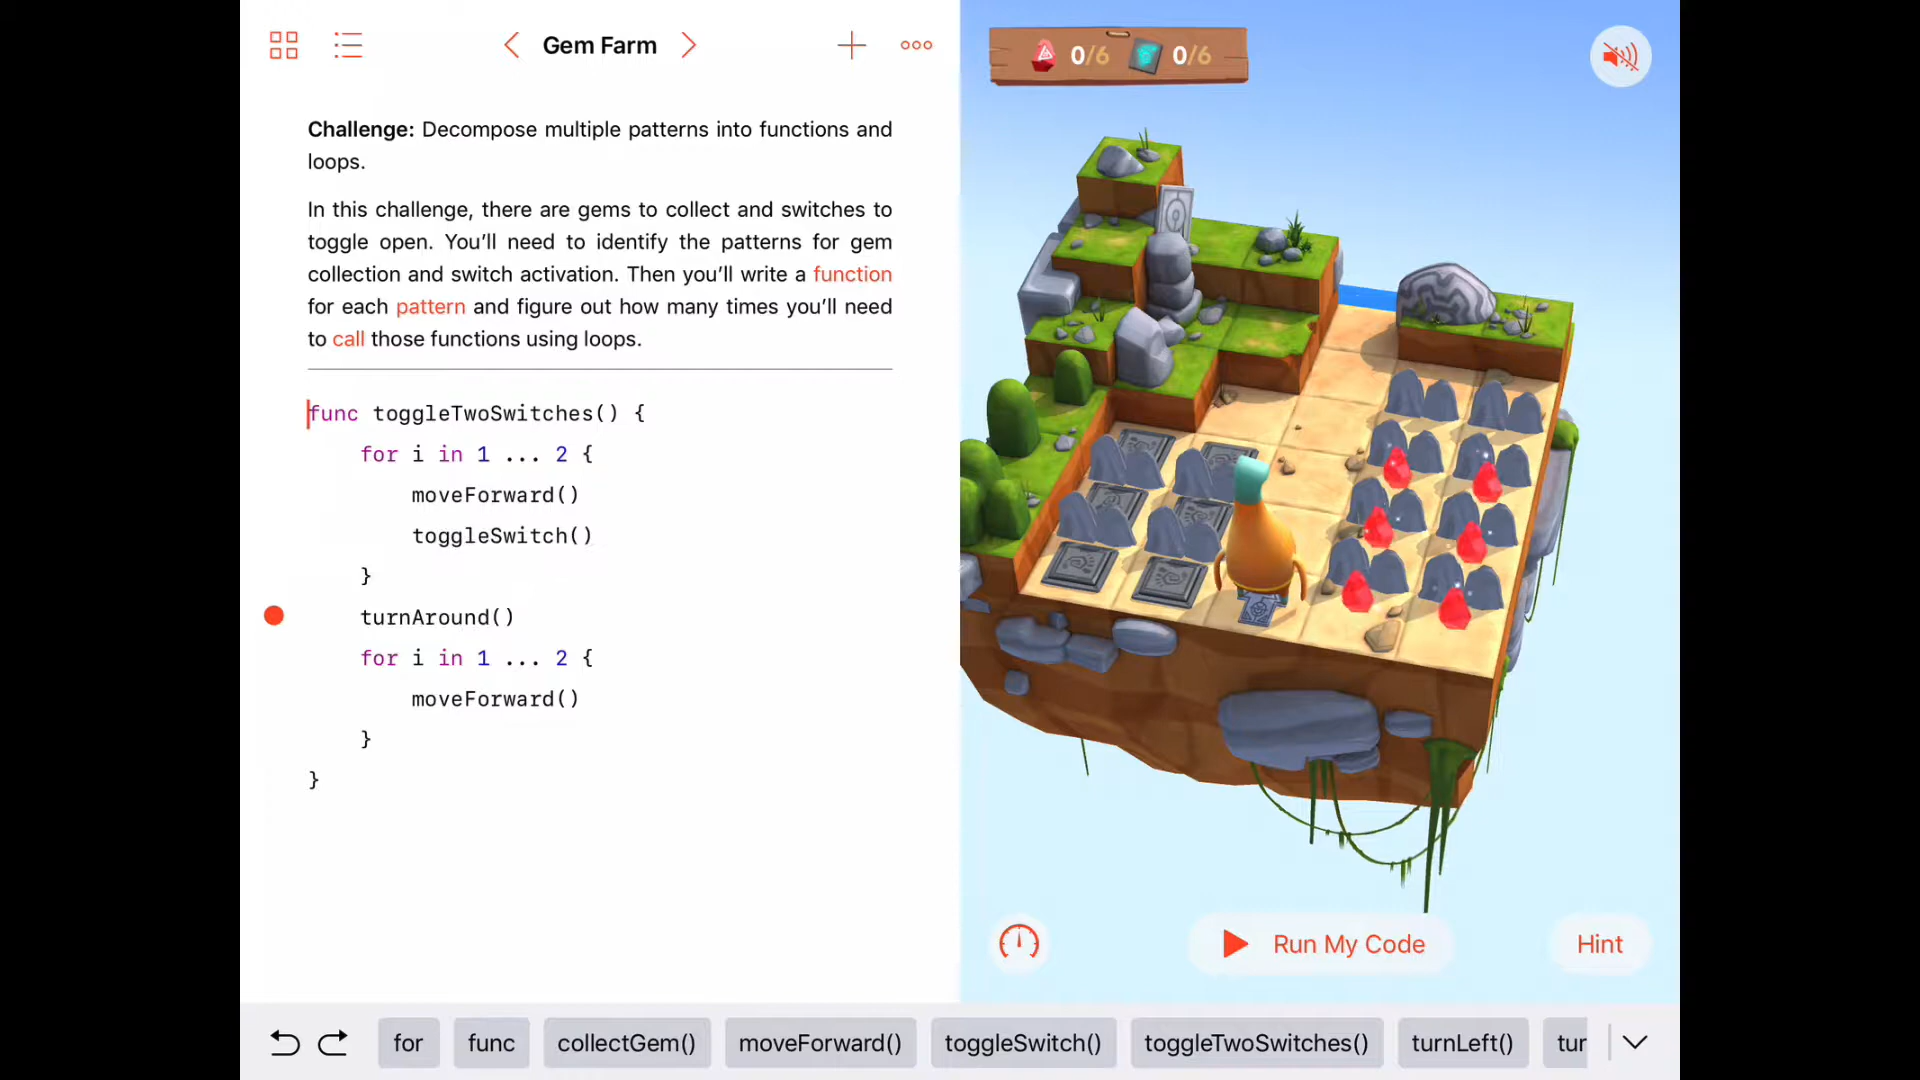 Gem Farm
0/6 0/6
Challenge: Decompose multiple patterns into functions and
loops.
In this challenge, there are gems to collect and switches to
toggle open. You’ll need to identify the patterns for gem
collection and switch activation. Then you’ll write a function
for each pattern and figure out how many times you’ll need
to call those functions using loops.
func toggleTwoSwitches() {
for i in 1 ... 2 {
moveForward()
toggleSwitch()
}
turnAround()
for i in 1 ... 2 {
moveForward()
}
}
Run My Code
Hint
for func collectGem() moveForward() toggleSwitch() toggleTwoSwitches() turnLeft() tur